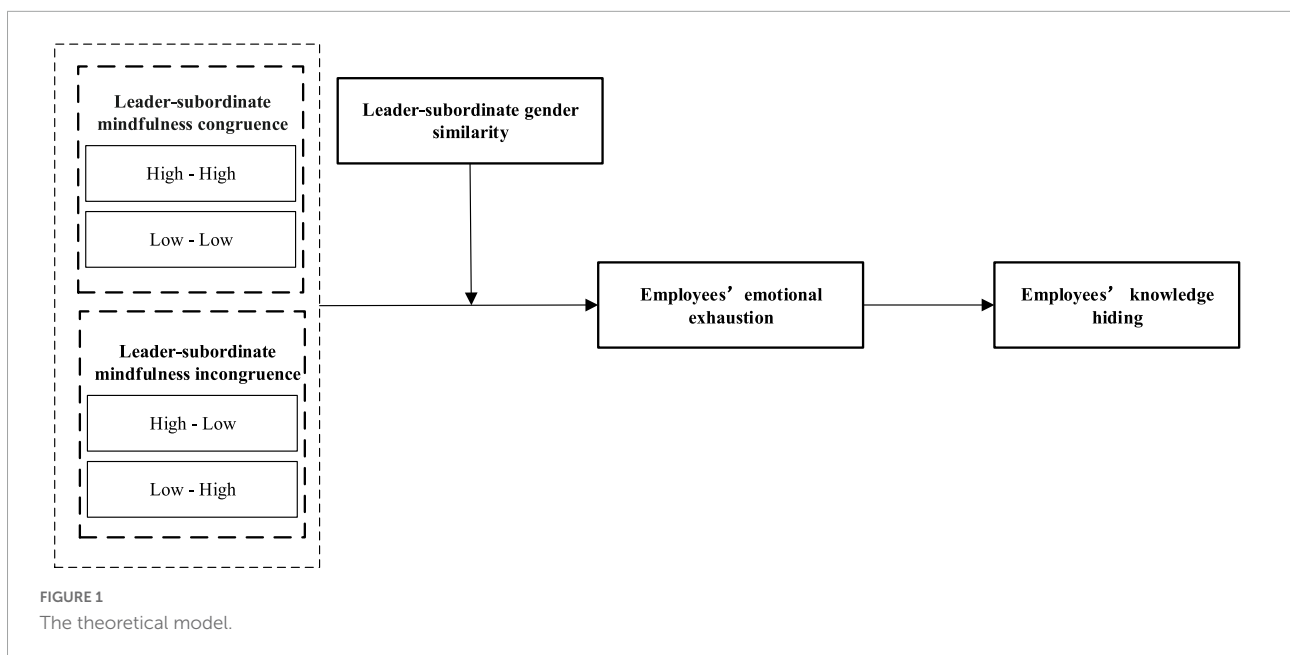 Leader-subordinate
mindfulness congruence
High - High
Low - Low
Leader-subordinate
mindfulness incongruence
High - Low
Low - High
Leader-subordinate gender
similarity
Employees’ emotional
exhaustion
Employees’ knowledge
hiding
FIGURE 1
The theoretical model.